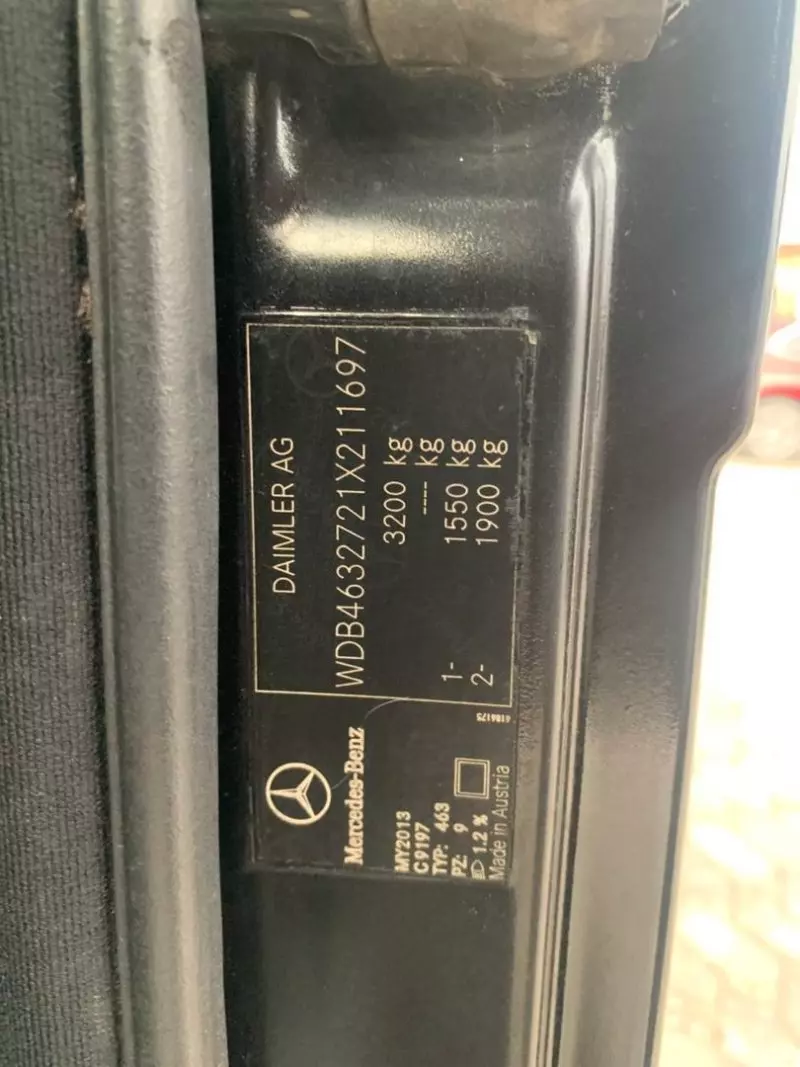 DAIMLER AG
WDB4632721X211697
3200 kg
---- kg
1- 1550 kg
2- 1900 kg
6186175
Mercedes-Benz
MY2013
C9197
TYP: 463
PZ: 9
1.2 %
Made in Austria